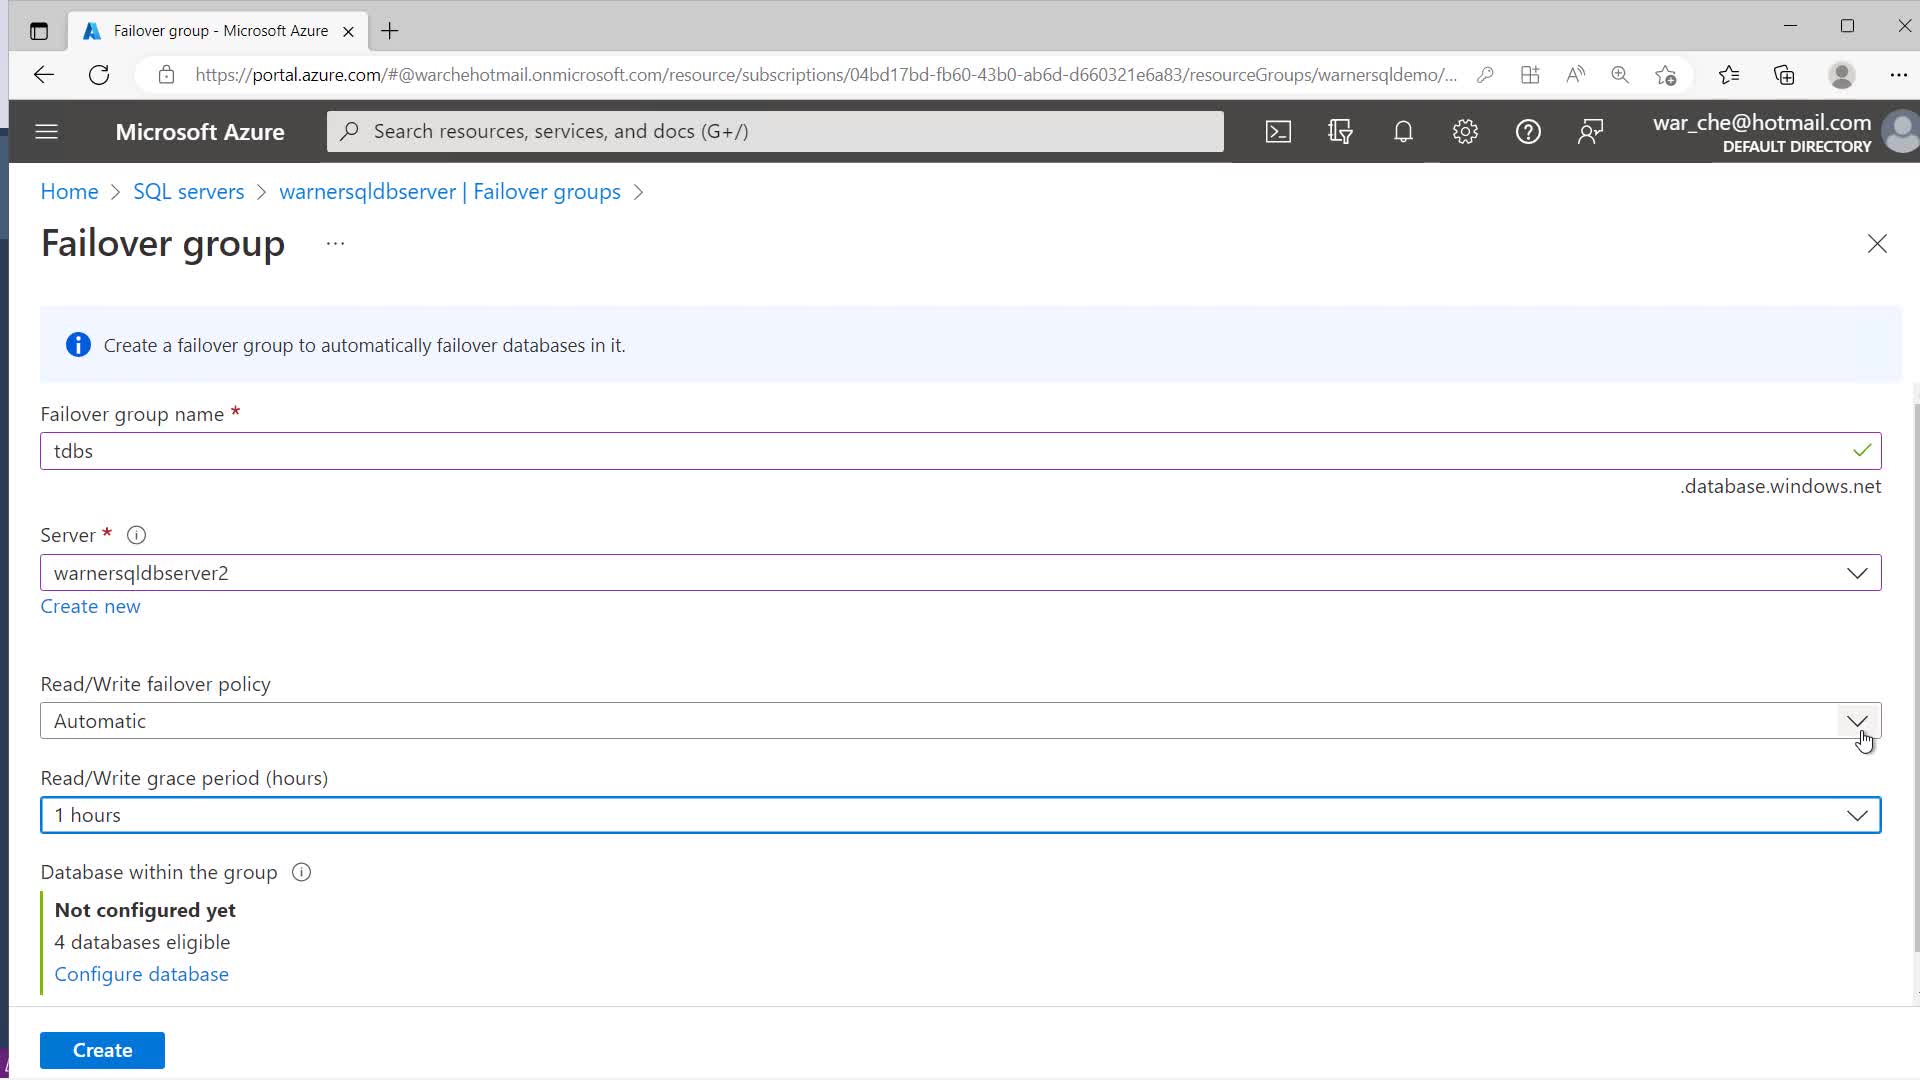 Failover group - Microsoft Azure
https://portal.azure.com/#@warchehotmail.onmicrosoft.com/resource/subscriptions/04bd17bd-fb60-43b0-ab6d-d660321e6a83/resourceGroups/warnersqldemo/...
Microsoft Azure
Search resources, services, and docs (G+/)
war_che@hotmail.com
DEFAULT DIRECTORY
Home > SQL servers > warnersqldbserver | Failover groups >
Failover group ...
Create a failover group to automatically failover databases in it.
Failover group name *
tdbs
.database.windows.net
Server *
warnersqldbserver2
Create new
Read/Write failover policy
Automatic
Read/Write grace period (hours)
1 hours
Database within the group
Not configured yet
4 databases eligible
Configure database
Create